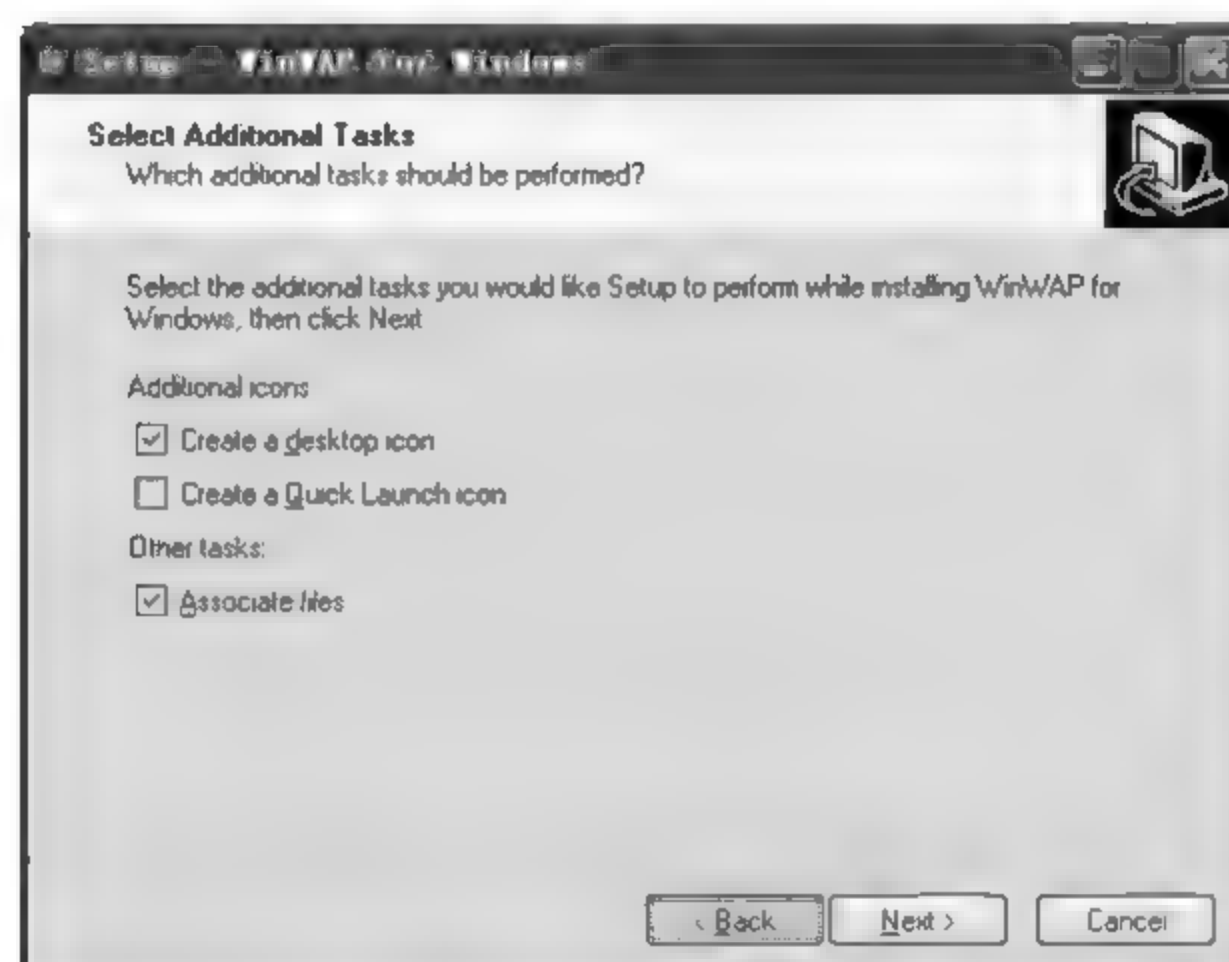 Setup - WinWAP for Windows
Select Additional Tasks
Which additional tasks should be performed?
Select the additional tasks you would like Setup to perform while installing WinWAP for
Windows, then click Next
Additional icons
Create a desktop icon
Create a Quick Launch icon
Other tasks:
Associate files
< Back
Next >
Cancel